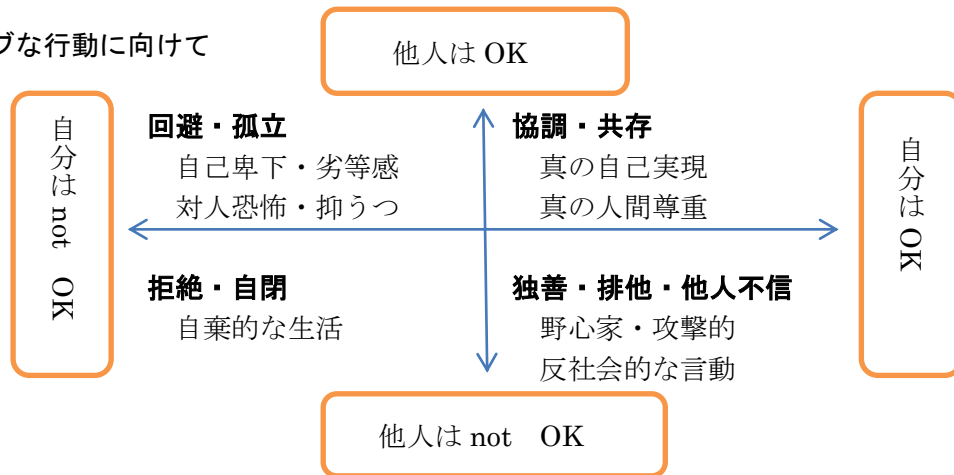 ブな行動に向けて
他人は OK
自分は not OK
回避・孤立
自己卑下・劣等感
対人恐怖・抑うつ
協調・共存
真の自己実現
真の人間尊重
自分は OK
拒絶・自閉
自棄的な生活
独善・排他・他人不信
野心家・攻撃的
反社会的な言動
他人は not OK